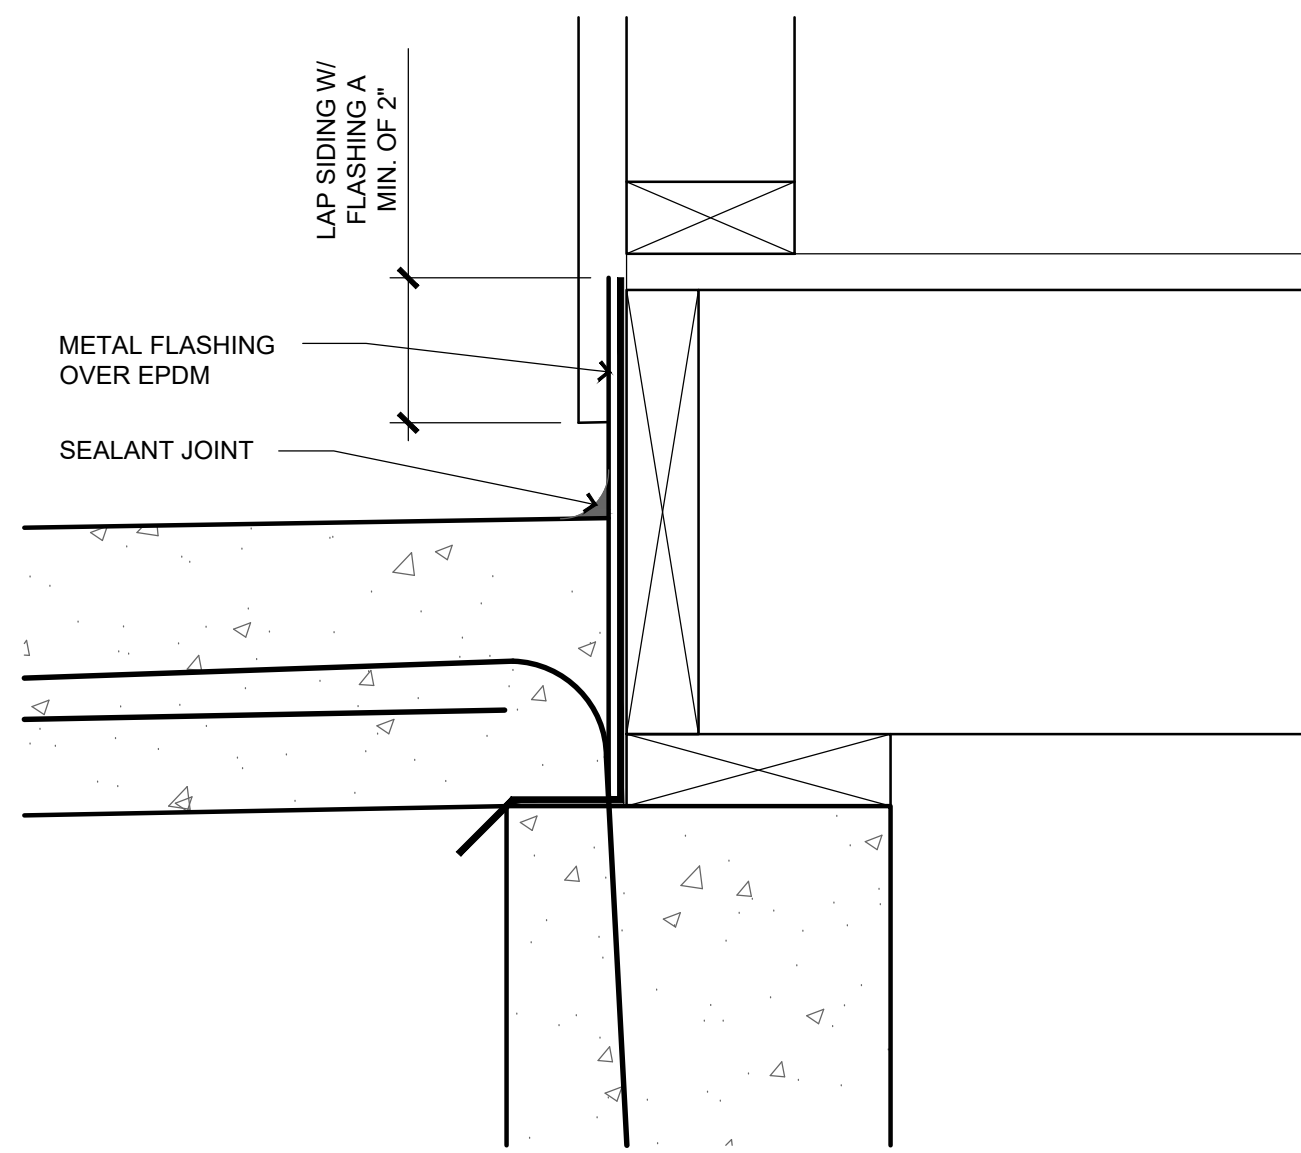 LAP SIDING W/
FLASHING A
MIN. OF 2"
METAL FLASHING
OVER EPDM
SEALANT JOINT